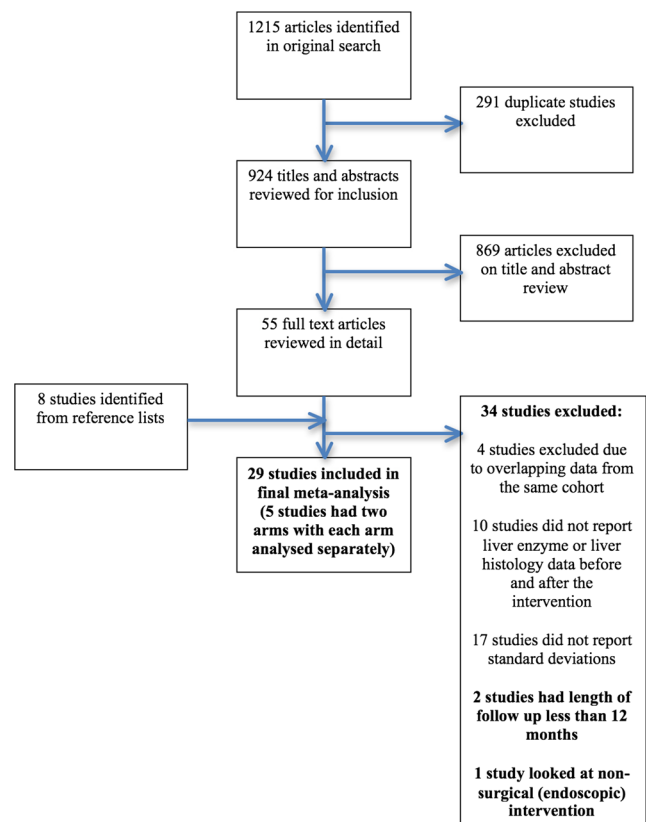 1215 articles identified
in original search
291 duplicate studies
excluded
924 titles and abstracts
reviewed for inclusion
869 articles excluded
on title and abstract
review
55 full text articles
reviewed in detail
8 studies identified
from reference lists
34 studies excluded:
4 studies excluded due
to overlapping data from
the same cohort
10 studies did not report
liver enzyme or liver
histology data before
and after the
intervention
17 studies did not report
standard deviations
2 studies had length of
follow up less than 12
months
1 study looked at non-
surgical (endoscopic)
intervention
29 studies included in
final meta-analysis
(5 studies had two
arms with each arm
analysed separately)